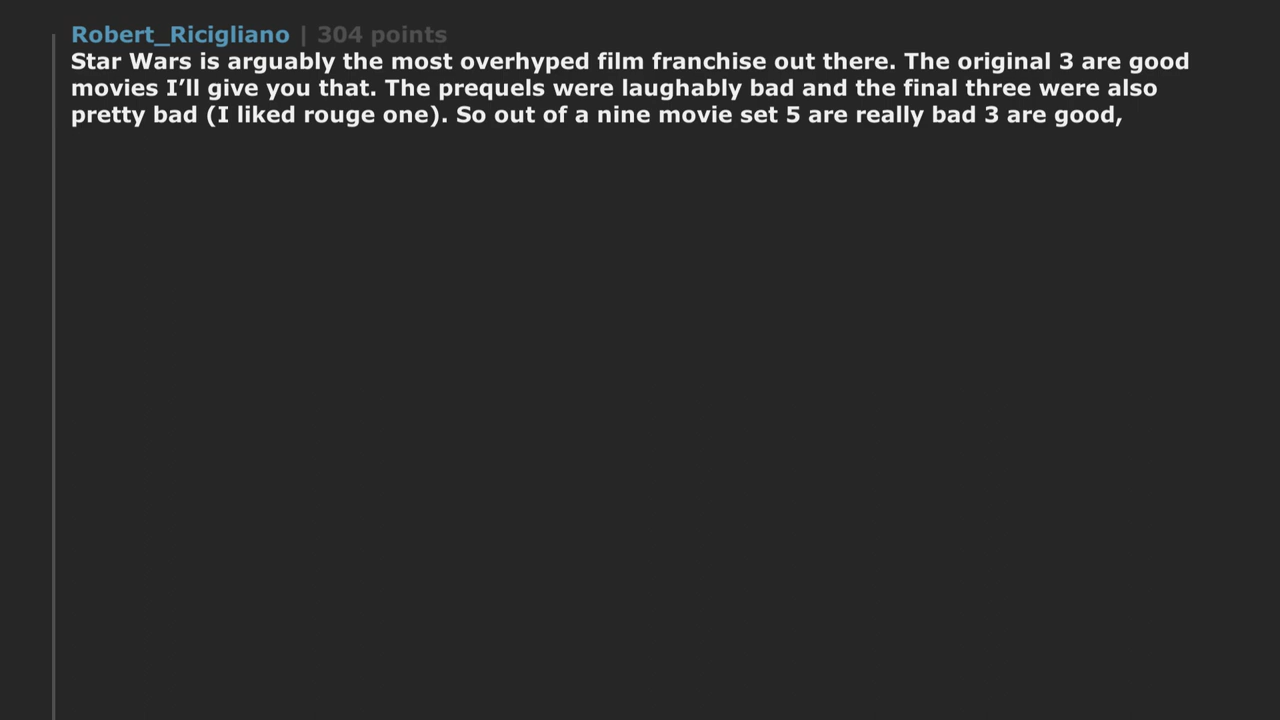 Robert_Ricigliano | 304 points
Star Wars is arguably the most overhyped film franchise out there. The original 3 are good
movies I’ll give you that. The prequels were laughably bad and the final three were also
pretty bad (I liked rouge one). So out of a nine movie set 5 are really bad 3 are good,